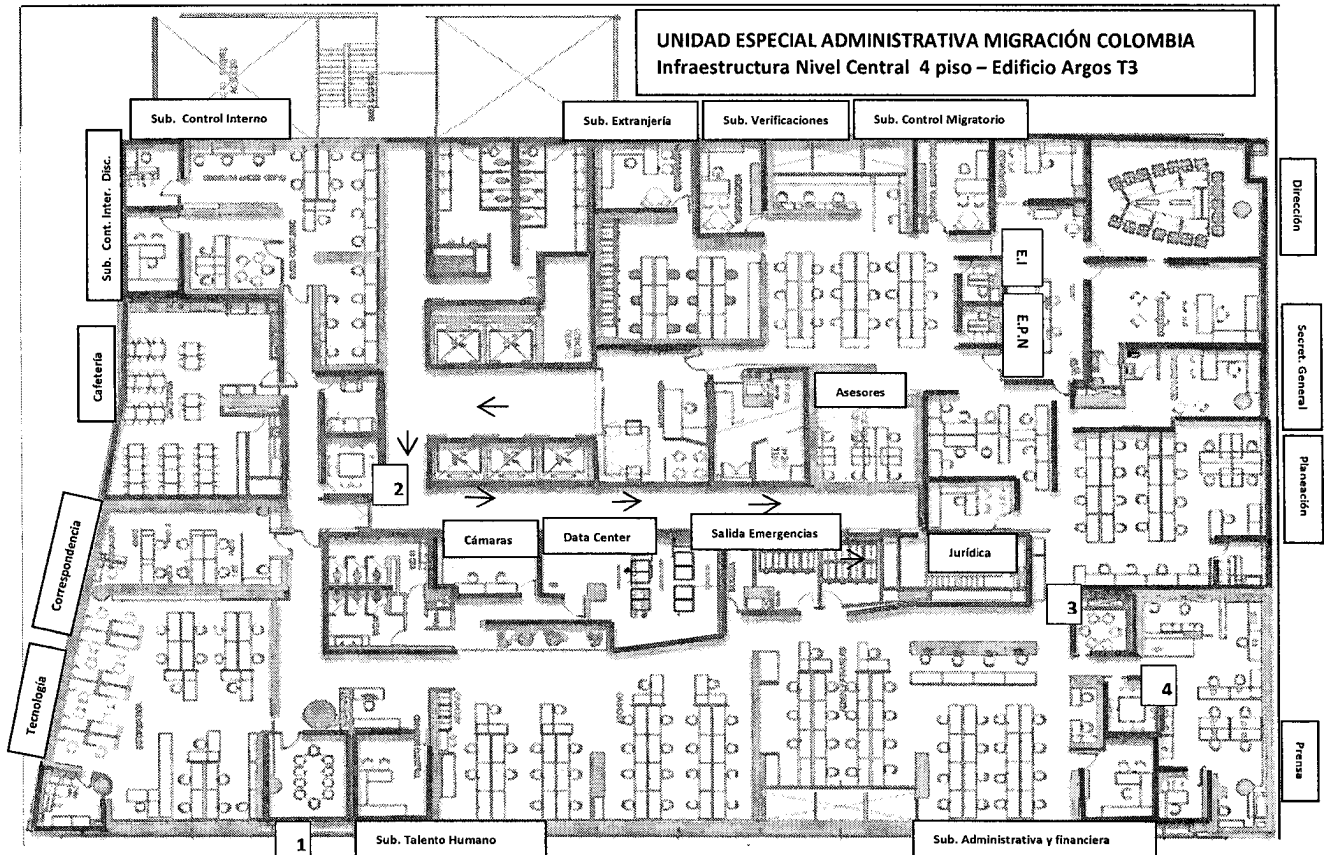 UNIDAD ESPECIAL ADMINISTRATIVA MIGRACIÓN COLOMBIA
Infraestructura Nivel Central 4 piso – Edificio Argos T3
Sub. Control Interno
Sub. Extranjería
Sub. Verificaciones
Sub. Control Migratorio
Sub. Cont. Inter. Disc.
Dirección
E.I
E.P.N
Secret. General
Cafetería
Asesores
Planeación
2
Cámaras
Data Center
Salida Emergencias
Jurídica
Correspondencia
3
Tecnología
4
Prensa
1
Sub. Talento Humano
Sub. Administrativa y financiera